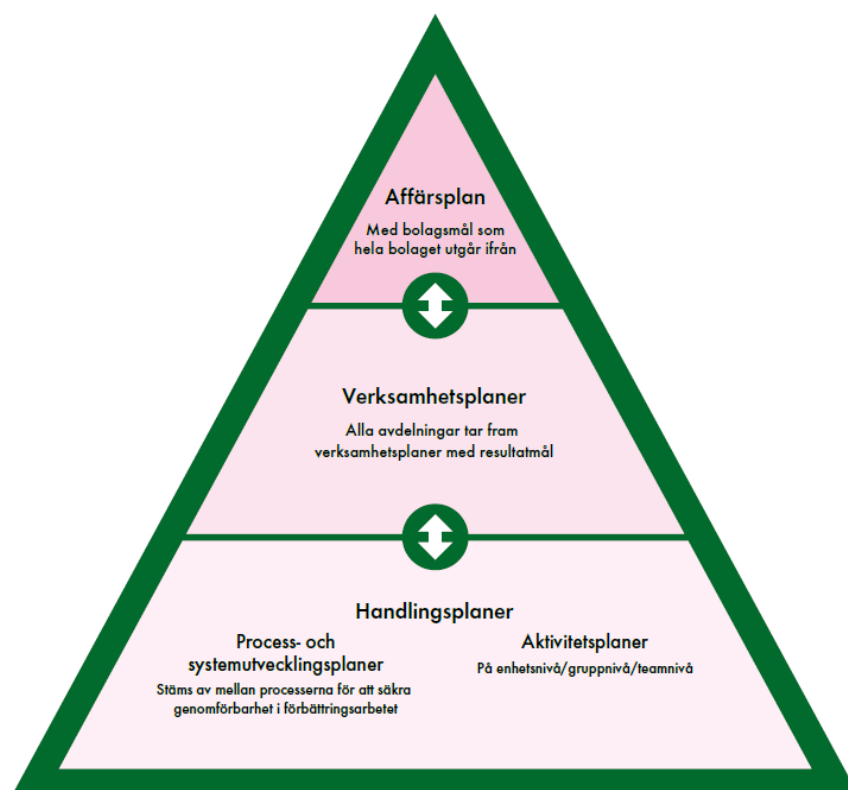 Affärsplan
Med bolagsmål som
hela bolaget utgår ifrån
Verksamhetsplaner
Alla avdelningar tar fram
verksamhetsplaner med resultatmål
Handlingsplaner
Process- och
systemutvecklingsplaner
Stäms av mellan processerna för att säkra
genomförbarhet i förbättringsarbetet
Aktivitetsplaner
På enhetsnivå/gruppnivå/teamnivå